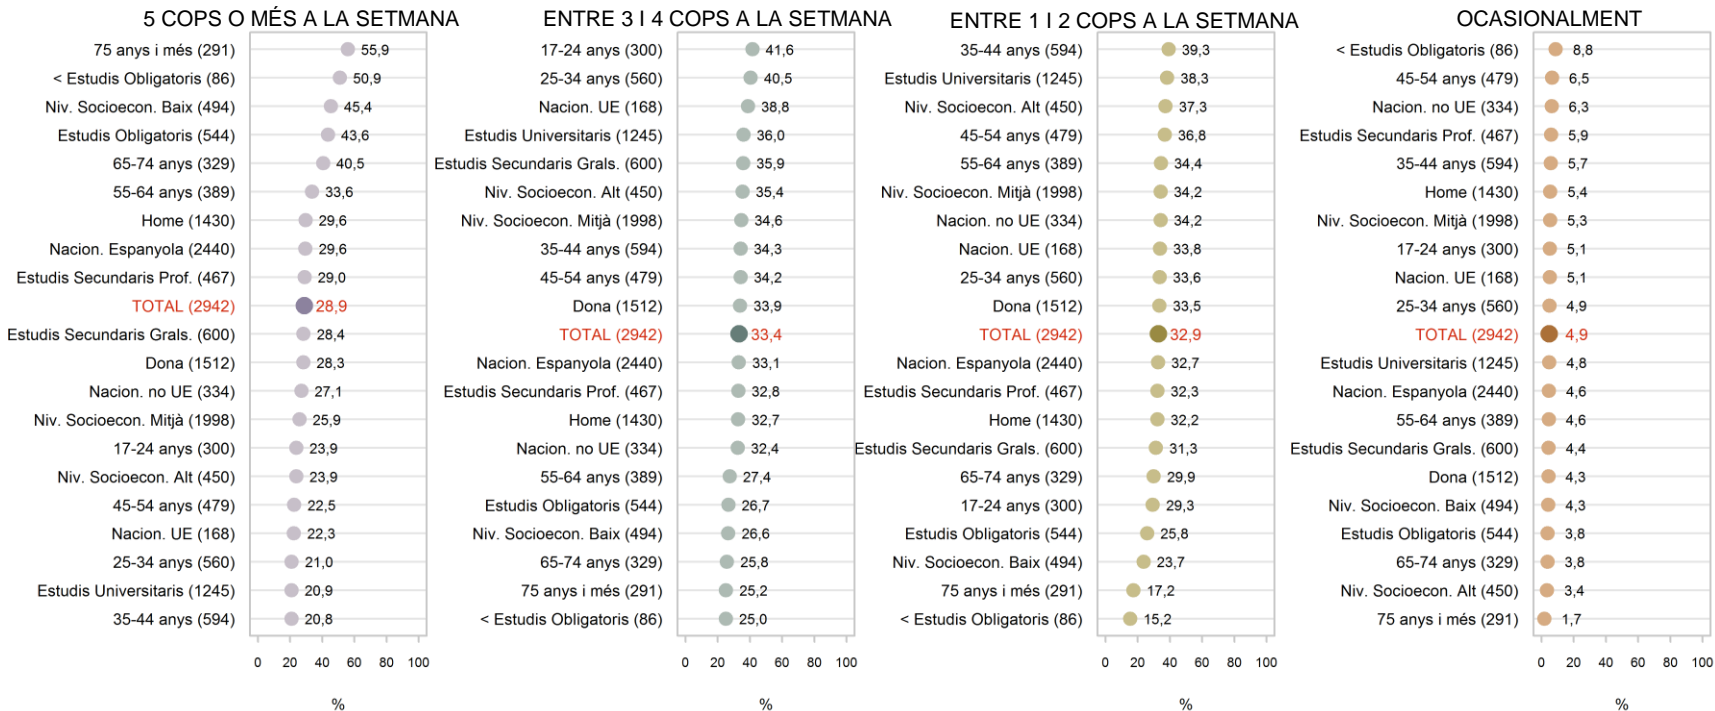 5 COPS O MÉS A LA SETMANA
75 anys i més (291) 55,9
< Estudis Obligatoris (86) 50,9
Niv. Socioecon. Baix (494) 45,4
Estudis Obligatoris (544) 43,6
65-74 anys (329) 40,5
55-64 anys (389) 33,6
Home (1430) 29,6
Nacion. Espanyola (2440) 29,6
Estudis Secundaris Prof. (467) 29,0
TOTAL (2942) 28,9
Estudis Secundaris Grals. (600) 28,4
Dona (1512) 28,3
Nacion. no UE (334) 27,1
Niv. Socioecon. Mitjà (1998) 25,9
17-24 anys (300) 23,9
Niv. Socioecon. Alt (450) 23,9
45-54 anys (479) 22,5
Nacion. UE (168) 22,3
25-34 anys (560) 21,0
Estudis Universitaris (1245) 20,9
35-44 anys (594) 20,8
0 20 40 60 80 100
%
ENTRE 3 I 4 COPS A LA SETMANA
17-24 anys (300) 41,6
25-34 anys (560) 40,5
Nacion. UE (168) 38,8
Estudis Universitaris (1245) 36,0
Estudis Secundaris Grals. (600) 35,9
Niv. Socioecon. Alt (450) 35,4
Niv. Socioecon. Mitjà (1998) 34,6
35-44 anys (594) 34,3
45-54 anys (479) 34,2
Dona (1512) 33,9
TOTAL (2942) 33,4
Nacion. Espanyola (2440) 33,1
Estudis Secundaris Prof. (467) 32,8
Home (1430) 32,7
Nacion. no UE (334) 32,4
55-64 anys (389) 27,4
Estudis Obligatoris (544) 26,7
Niv. Socioecon. Baix (494) 26,6
65-74 anys (329) 25,8
75 anys i més (291) 25,2
< Estudis Obligatoris (86) 25,0
0 20 40 60 80 100
%
ENTRE 1 I 2 COPS A LA SETMANA
35-44 anys (594) 39,3
Estudis Universitaris (1245) 38,3
Niv. Socioecon. Alt (450) 37,3
45-54 anys (479) 36,8
55-64 anys (389) 34,4
Niv. Socioecon. Mitjà (1998) 34,2
Nacion. no UE (334) 34,2
Nacion. UE (168) 33,8
25-34 anys (560) 33,6
Dona (1512) 33,5
TOTAL (2942) 32,9
Nacion. Espanyola (2440) 32,7
Estudis Secundaris Prof. (467) 32,3
Home (1430) 32,2
Estudis Secundaris Grals. (600) 31,3
65-74 anys (329) 29,9
17-24 anys (300) 29,3
Estudis Obligatoris (544) 25,8
Niv. Socioecon. Baix (494) 23,7
75 anys i més (291) 17,2
< Estudis Obligatoris (86) 15,2
0 20 40 60 80 100
%
OCASIONALMENT
< Estudis Obligatoris (86) 8,8
45-54 anys (479) 6,5
Nacion. no UE (334) 6,3
Estudis Secundaris Prof. (467) 5,9
35-44 anys (594) 5,7
Home (1430) 5,4
Niv. Socioecon. Mitjà (1998) 5,3
17-24 anys (300) 5,1
Nacion. UE (168) 5,1
25-34 anys (560) 4,9
TOTAL (2942) 4,9
Estudis Universitaris (1245) 4,8
Nacion. Espanyola (2440) 4,6
55-64 anys (389) 4,6
Estudis Secundaris Grals. (600) 4,4
Dona (1512) 4,3
Niv. Socioecon. Baix (494) 4,3
Estudis Obligatoris (544) 3,8
65-74 anys (329) 3,8
Niv. Socioecon. Alt (450) 3,4
75 anys i més (291) 1,7
0 20 40 60 80 100
%